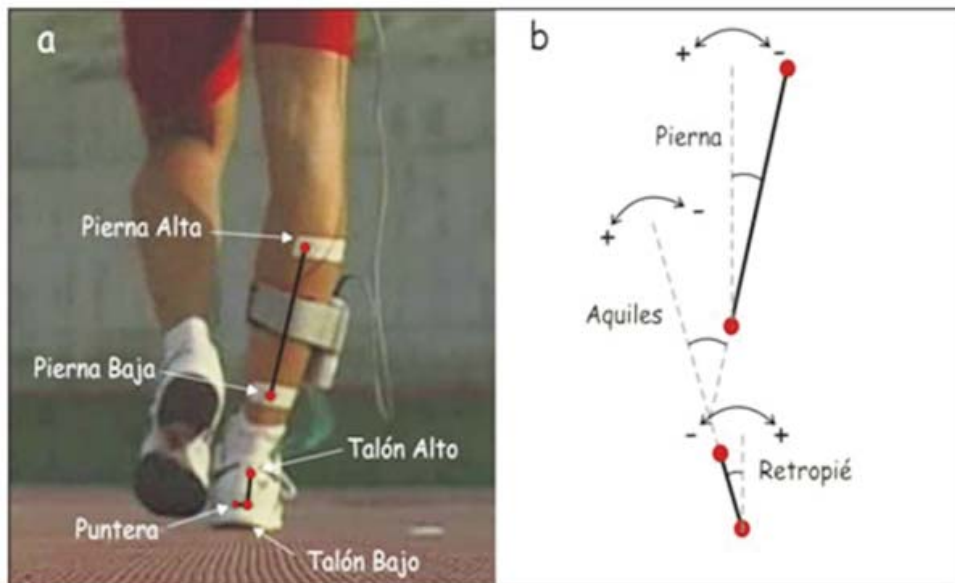 a
Pierna Alta
Pierna Baja
Talón Alto
Puntera
Talón Bajo
b
+ -
Pierna
+ -
Aquiles
- +
Retropié